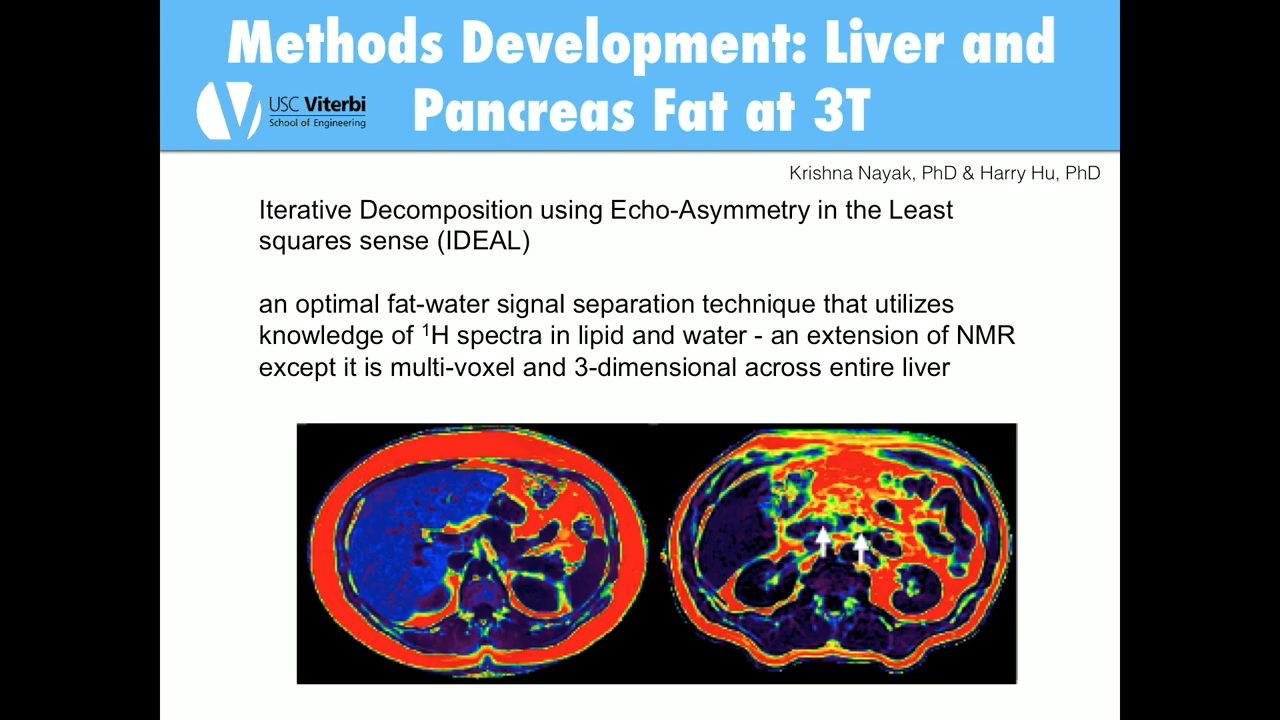 Methods Development: Liver and
Pancreas Fat at 3T
USC Viterbi
School of Engineering
Krishna Nayak, PhD & Harry Hu, PhD
Iterative Decomposition using Echo-Asymmetry in the Least
squares sense (IDEAL)
an optimal fat-water signal separation technique that utilizes
knowledge of ¹H spectra in lipid and water - an extension of NMR
except it is multi-voxel and 3-dimensional across entire liver